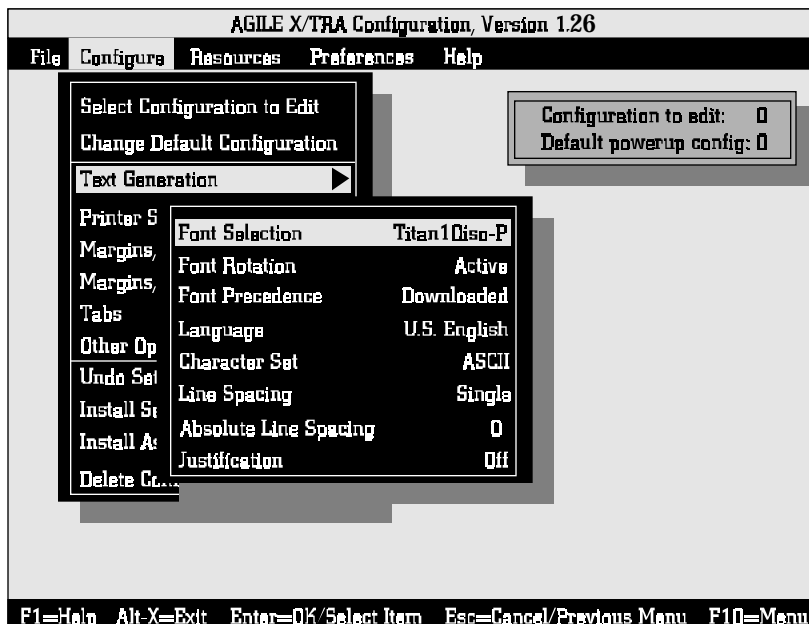 AGILE X/TRA Configuration, Version 1.26
File Configure Resources Preferences Help
Select Configuration to Edit
Change Default Configuration
Text Generation
Printer S
Margins,
Margins,
Tabs
Other Op
Undo Set
Install Se
Install As
Delete Con
Configuration to edit: 0
Default powerup config: 0
Font Selection Titan10iso-P
Font Rotation Active
Font Precedence Downloaded
Language U.S. English
Character Set ASCII
Line Spacing Single
Absolute Line Spacing 0
Justification Off
F1=Help Alt-X=Exit Enter=OK/Select Item Esc=Cancel/Previous Menu F10=Menu